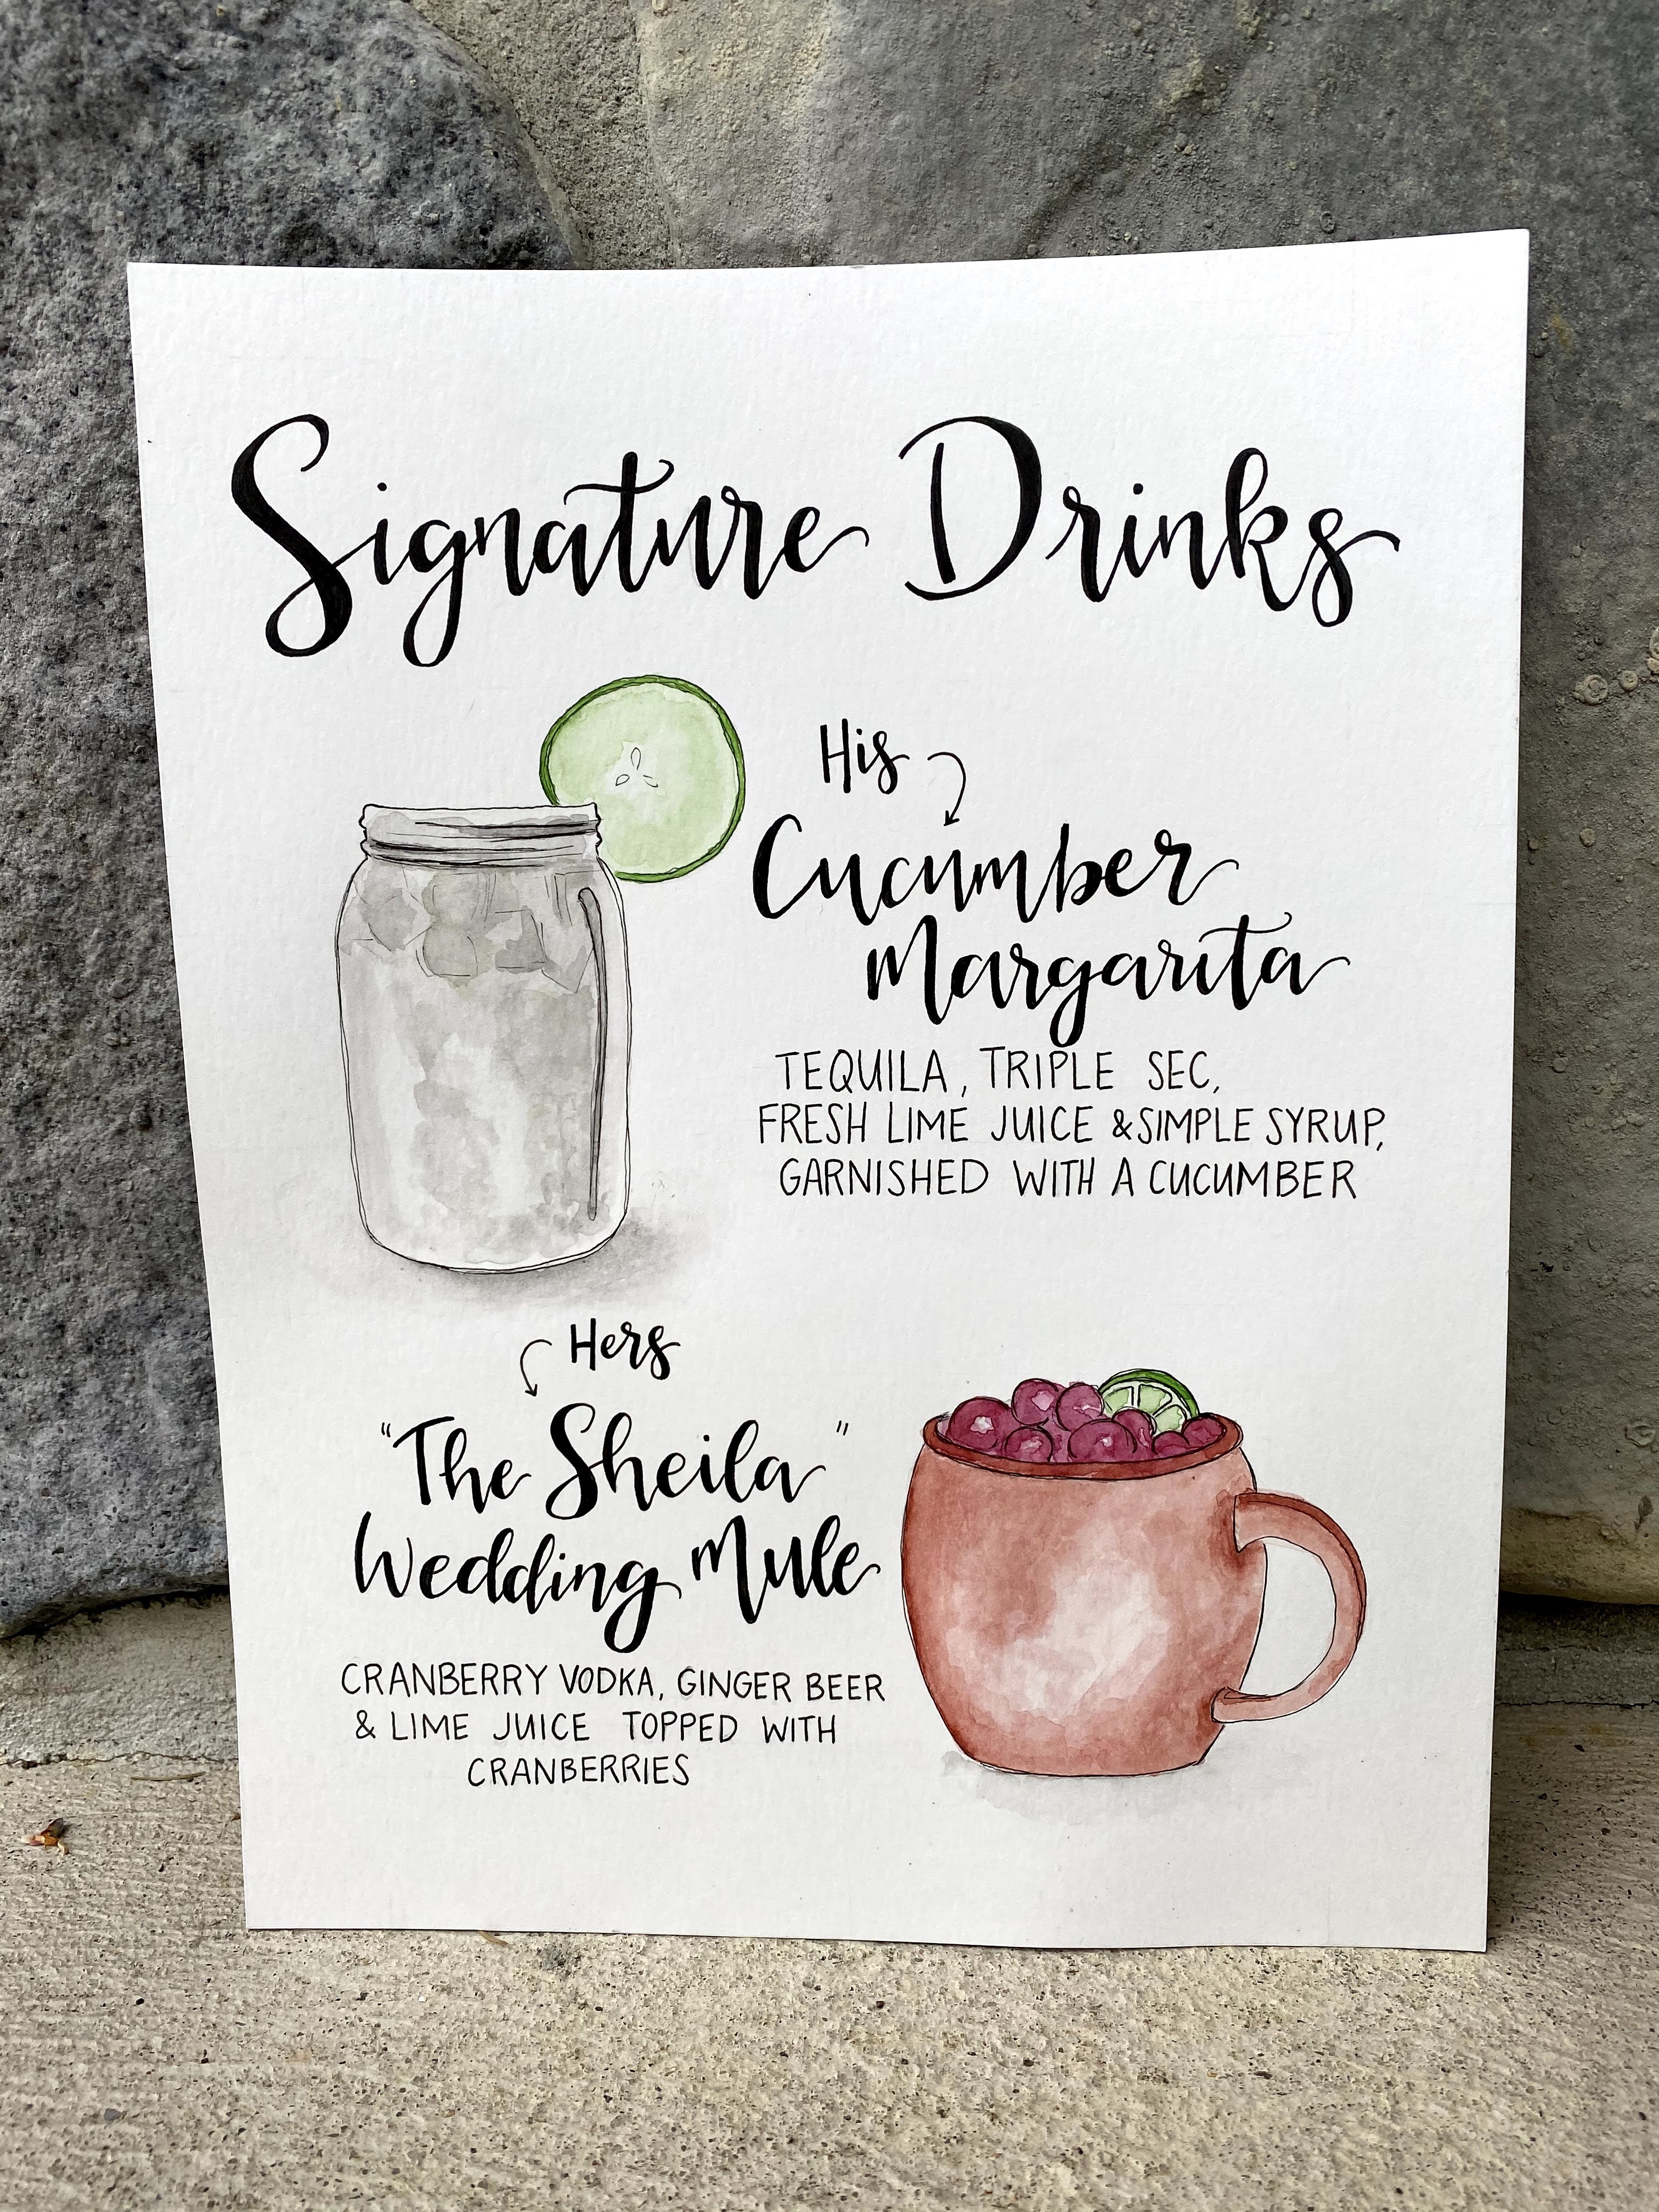 Signature Drinks
His
Cucumber
Margarita
TEQUILA, TRIPLE SEC,
FRESH LIME JUICE & SIMPLE SYRUP,
GARNISHED WITH A CUCUMBER
Hers
"The Sheila"
Wedding Mule
CRANBERRY VODKA, GINGER BEER
& LIME JUICE TOPPED WITH
CRANBERRIES